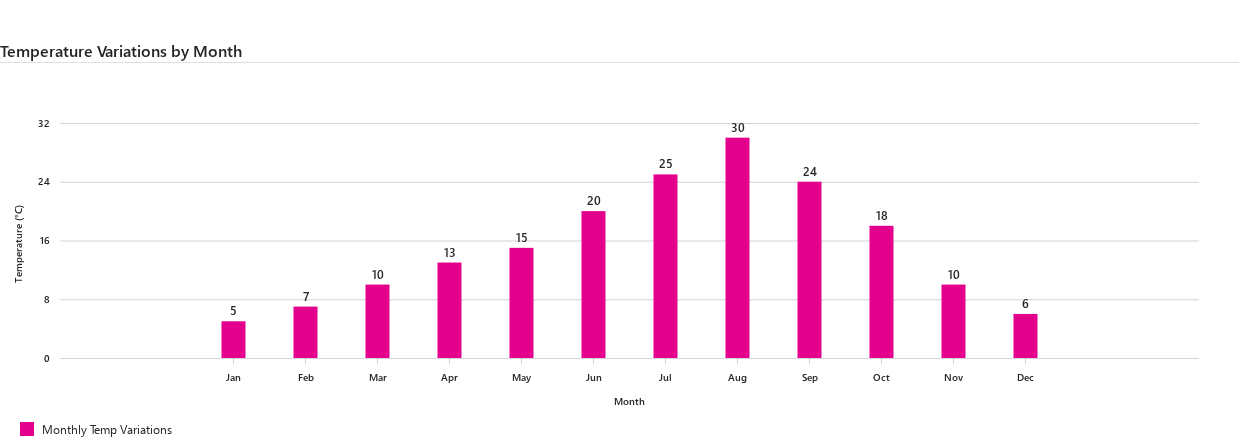 Temperature Variations by Month
32
24
16
8
0
Temperature (°C)
5
7
10
13
15
20
25
30
24
18
10
6
Jan
Feb
Mar
Apr
May
Jun
Jul
Aug
Sep
Oct
Nov
Dec
Month
Monthly Temp Variations